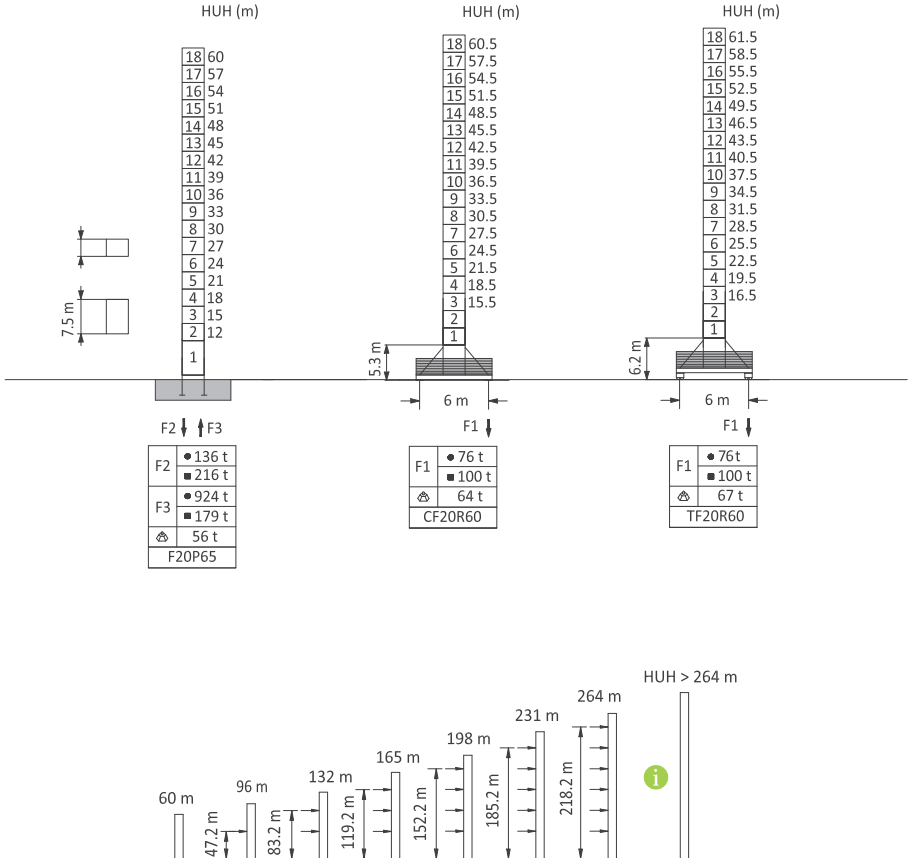 HUH (m)
18 60
17 57
16 54
15 51
14 48
13 45
12 42
11 39
10 36
9 33
8 30
7 27
6 24
5 21
4 18
3 15
2 12
1
7.5 m
F2 F3
F2 136 t
216 t
F3 924 t
179 t
56 t
F20P65
HUH (m)
18 60.5
17 57.5
16 54.5
15 51.5
14 48.5
13 45.5
12 42.5
11 39.5
10 36.5
9 33.5
8 30.5
7 27.5
6 24.5
5 21.5
4 18.5
3 15.5
2
1
5.3 m
6 m
F1
F1 76 t
100 t
64 t
CF20R60
HUH (m)
18 61.5
17 58.5
16 55.5
15 52.5
14 49.5
13 46.5
12 43.5
11 40.5
10 37.5
9 34.5
8 31.5
7 28.5
6 25.5
5 22.5
4 19.5
3 16.5
2
1
6.2 m
6 m
F1
F1 76 t
100 t
67 t
TF20R60
60 m
96 m
47.2 m
132 m
83.2 m
165 m
119.2 m
198 m
152.2 m
231 m
185.2 m
264 m
218.2 m
HUH > 264 m
i